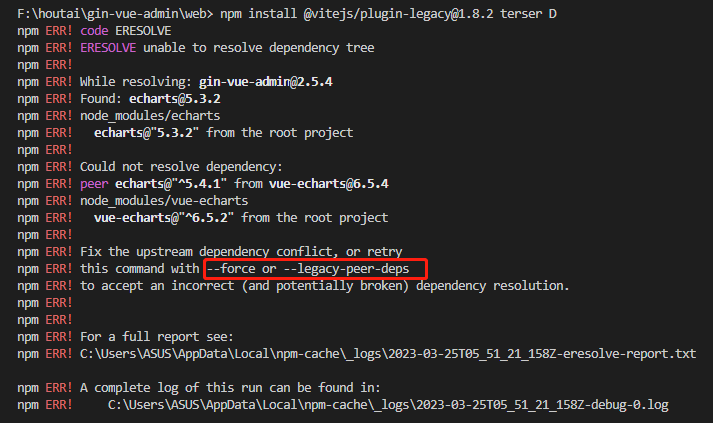 F:\houtai\gin-vue-admin\web> npm install @vitejs/plugin-legacy@1.8.2 terser D
npm ERR! code ERESOLVE
npm ERR! ERESOLVE unable to resolve dependency tree
npm ERR!
npm ERR! While resolving: gin-vue-admin@2.5.4
npm ERR! Found: echarts@5.3.2
npm ERR! node_modules/echarts
npm ERR!   echarts@"5.3.2" from the root project
npm ERR!
npm ERR! Could not resolve dependency:
npm ERR! peer echarts@"^5.4.1" from vue-echarts@6.5.4
npm ERR! node_modules/vue-echarts
npm ERR!   vue-echarts@"^6.5.2" from the root project
npm ERR!
npm ERR! Fix the upstream dependency conflict, or retry
npm ERR! this command with --force or --legacy-peer-deps
npm ERR! to accept an incorrect (and potentially broken) dependency resolution.
npm ERR!
npm ERR!
npm ERR! For a full report see:
npm ERR! C:\Users\ASUS\AppData\Local\npm-cache\_logs\2023-03-25T05_51_21_158Z-eresolve-report.txt
npm ERR! A complete log of this run can be found in:
npm ERR!     C:\Users\ASUS\AppData\Local\npm-cache\_logs\2023-03-25T05_51_21_158Z-debug-0.log